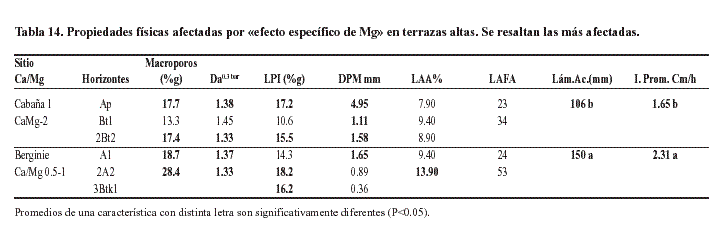 Tabla 14. Propiedades físicas afectadas por «efecto específico de Mg» en terrazas altas. Se resaltan las más afectadas.
Sitio Macroporos
Ca/Mg Horizontes (%g) Da0.3 bar LPI (%g) DPM mm LAA% LAFA Lám.Ac.(mm) I. Prom. Cm/h
Cabaña 1 Ap 17.7 1.38 17.2 4.95 7.90 23 106 b 1.65 b
CaMg-2 Bt1 13.3 1.45 10.6 1.11 9.40 34
2Bt2 17.4 1.33 15.5 1.58 8.90
Berginie A1 18.7 1.37 14.3 1.65 9.40 24 150 a 2.31 a
Ca/Mg 0.5-1 2A2 28.4 1.33 18.2 0.89 13.90 53
3Btk1 16.2 0.36
Promedios de una característica con distinta letra son significativamente diferentes (P<0.05).